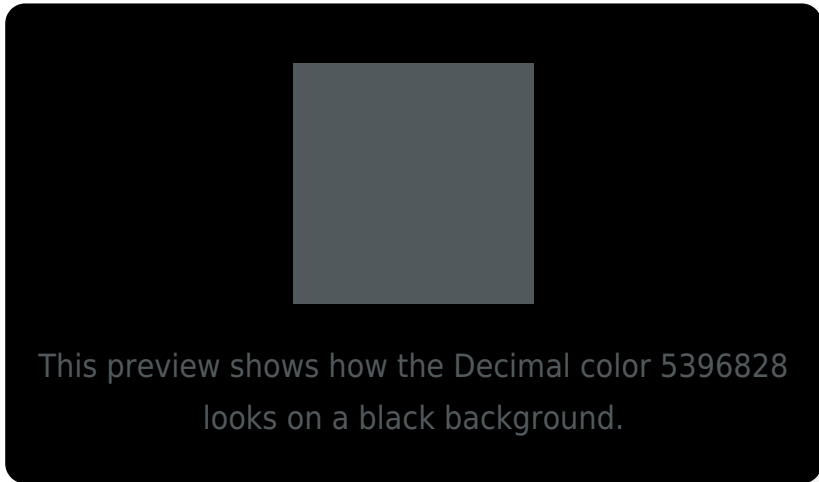 This preview shows how the Decimal color 5396828
looks on a black background.